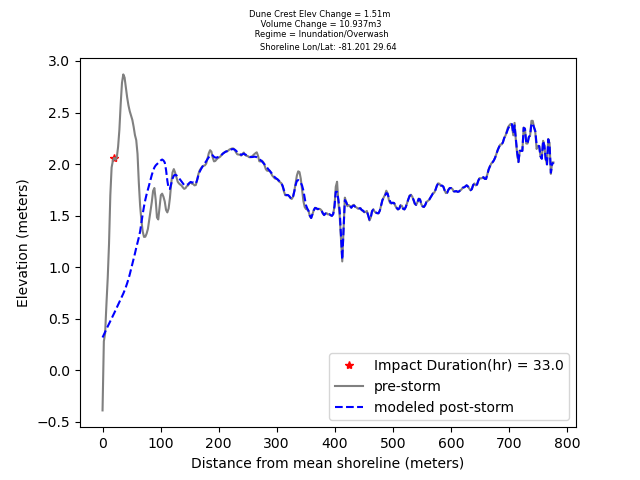 Dune Crest Elev Change = 1.51m
Volume Change = 10.937m3
Regime = Inundation/Overwash
Shoreline Lon/Lat: -81.201 29.64
3.0
2.5
2.0
1.5
1.0
0.5
0.0
−0.5
Elevation (meters)
Impact Duration(hr) = 33.0
pre-storm
modeled post-storm
0 100 200 300 400 500 600 700 800
Distance from mean shoreline (meters)